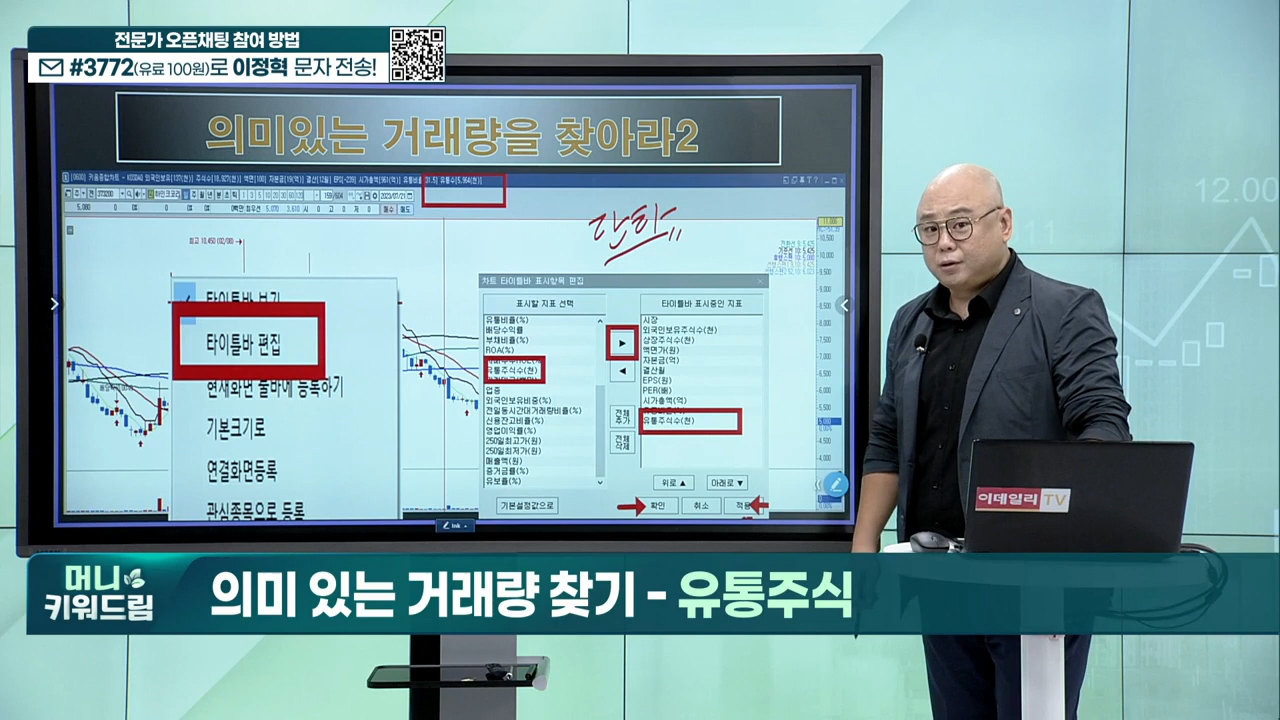 전문가 오픈채팅 참여 방법
#3772(유료 100원)로 이정혁 문자 전송!
의미있는 거래량을 찾아라2
단화
최고 10,450 (02/08)
타이틀바 보기
타이틀바 편집
현재화면 툴바에 등록하기
기본크기로
연결화면등록
관심종목으로 등록
차트 타이틀바 표시항목 편집
표시할 지표 선택
타이틀바 표시중인 지표
유통비율(%)
배당수익률
부채비율(%)
ROA(%)
유통주식수(천)
업종
외국인보유비중(%)
전일동시간대거래량비율(%)
신용잔고비율(%)
영업이익률(%)
250일최고가(원)
250일최저가(원)
매출액(원)
증거금률(%)
유보율(%)
▶
◀
전체
추가
전체
삭제
시장
외국인보유주식수(천)
상장주식수(천)
액면가(원)
자본금(억)
결산월
EPS(원)
PER(배)
시가총액(억)
유통주식수(천)
위로 ▲
아래로 ▼
기본설정값으로
확인
취소
적용
Ink
이데일리 TV
12.00
머니
키워드림
의미 있는 거래량 찾기 - 유통주식